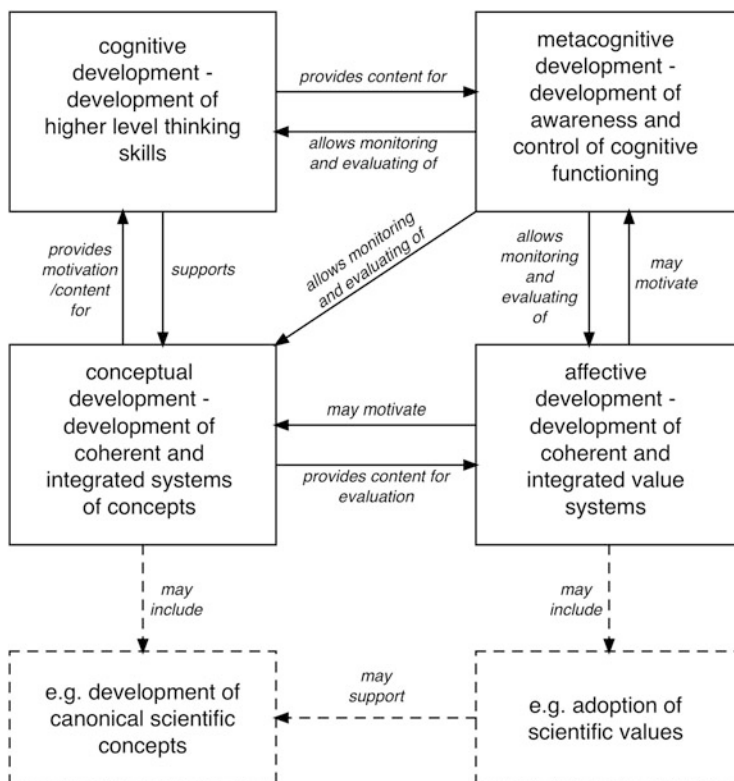 cognitive
development -
development of
higher level thinking
skills
provides content for
allows monitoring
and evaluating of
metacognitive
development -
development of
awareness and
control of cognitive
functioning
provides
motivation
/content
for
supports
allows monitoring
and evaluating of
allows
monitoring
and
evaluating
of
may
motivate
conceptual
development -
development of
coherent and
integrated systems
of concepts
may motivate
provides content for
evaluation
affective
development -
development of
coherent and
integrated value
systems
may
include
may
include
e.g. development of
canonical scientific
concepts
may
support
e.g. adoption of
scientific values